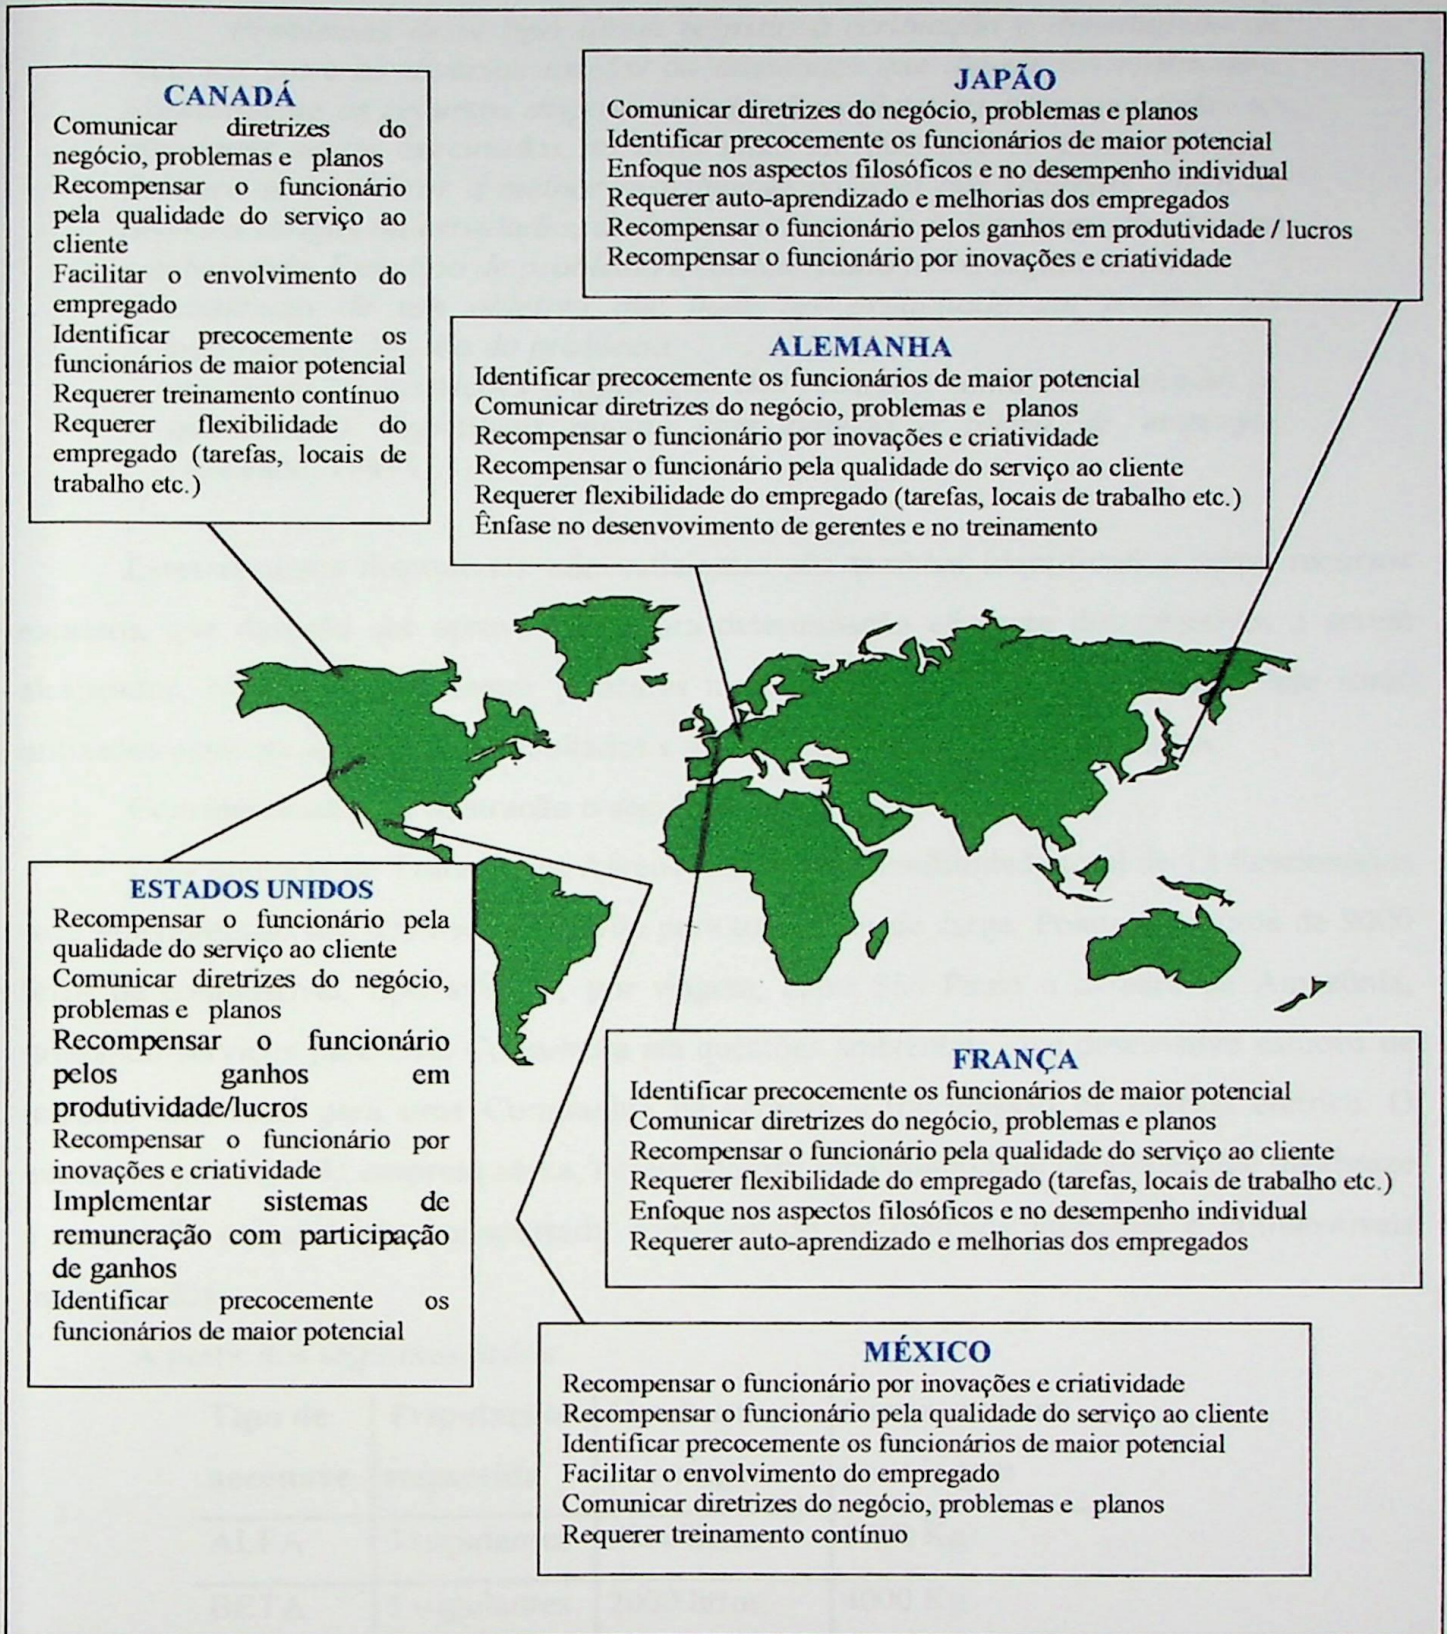 CANADÁ
Comunicar diretrizes do
negócio, problemas e planos
Recompensar o funcionário
pela qualidade do serviço ao
cliente
Facilitar o envolvimento do
empregado
Identificar precocemente os
funcionários de maior potencial
Requerer treinamento contínuo
Requerer flexibilidade do
empregado (tarefas, locais de
trabalho etc.)
JAPÃO
Comunicar diretrizes do negócio, problemas e planos
Identificar precocemente os funcionários de maior potencial
Enfoque nos aspectos filosóficos e no desempenho individual
Requerer auto-aprendizado e melhorias dos empregados
Recompensar o funcionário pelos ganhos em produtividade / lucros
Recompensar o funcionário por inovações e criatividade
ALEMANHA
Identificar precocemente os funcionários de maior potencial
Comunicar diretrizes do negócio, problemas e planos
Recompensar o funcionário por inovações e criatividade
Recompensar o funcionário pela qualidade do serviço ao cliente
Requerer flexibilidade do empregado (tarefas, locais de trabalho etc.)
Ênfase no desenvovimento de gerentes e no treinamento
ESTADOS UNIDOS
Recompensar o funcionário pela
qualidade do serviço ao cliente
Comunicar diretrizes do negócio,
problemas e planos
Recompensar o funcionário
pelos ganhos em
produtividade/lucros
Recompensar o funcionário por
inovações e criatividade
Implementar sistemas de
remuneração com participação
de ganhos
Identificar precocemente os
funcionários de maior potencial
FRANÇA
Identificar precocemente os funcionários de maior potencial
Comunicar diretrizes do negócio, problemas e planos
Recompensar o funcionário pela qualidade do serviço ao cliente
Requerer flexibilidade do empregado (tarefas, locais de trabalho etc.)
Enfoque nos aspectos filosóficos e no desempenho individual
Requerer auto-aprendizado e melhorias dos empregados
MÉXICO
Recompensar o funcionário por inovações e criatividade
Recompensar o funcionário pela qualidade do serviço ao cliente
Identificar precocemente os funcionários de maior potencial
Facilitar o envolvimento do empregado
Comunicar diretrizes do negócio, problemas e planos
Requerer treinamento contínuo